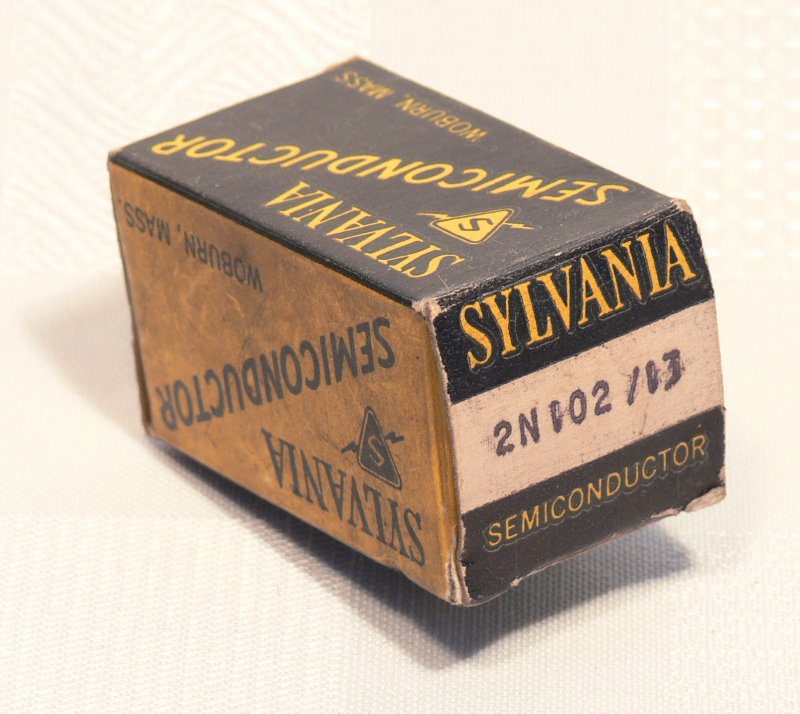 WOBURN, MASS.
SEMICONDUCTOR
SYLVANIA
S
WOBURN, MASS.
SEMICONDUCTOR
SYLVANIA
S
SYLVANIA
2N102/13
SEMICONDUCTOR